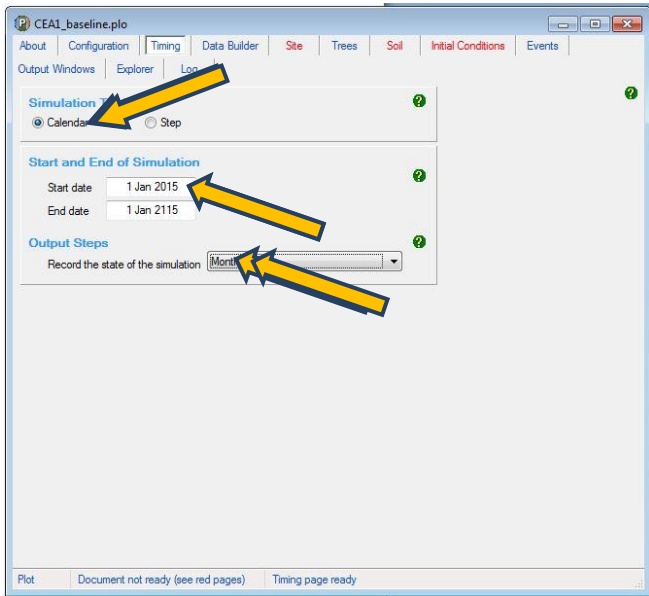 CEA1_baseline.plo
About Configuration Timing Data Builder Site Trees Soil Initial Conditions Events
Output Windows Explorer
Simulation
Calendar Step
Start and End of Simulation
Start date 1 Jan 2015
End date 1 Jan 2115
Output Steps
Record the state of the simulation
Plot Document not ready (see red pages) Timing page ready